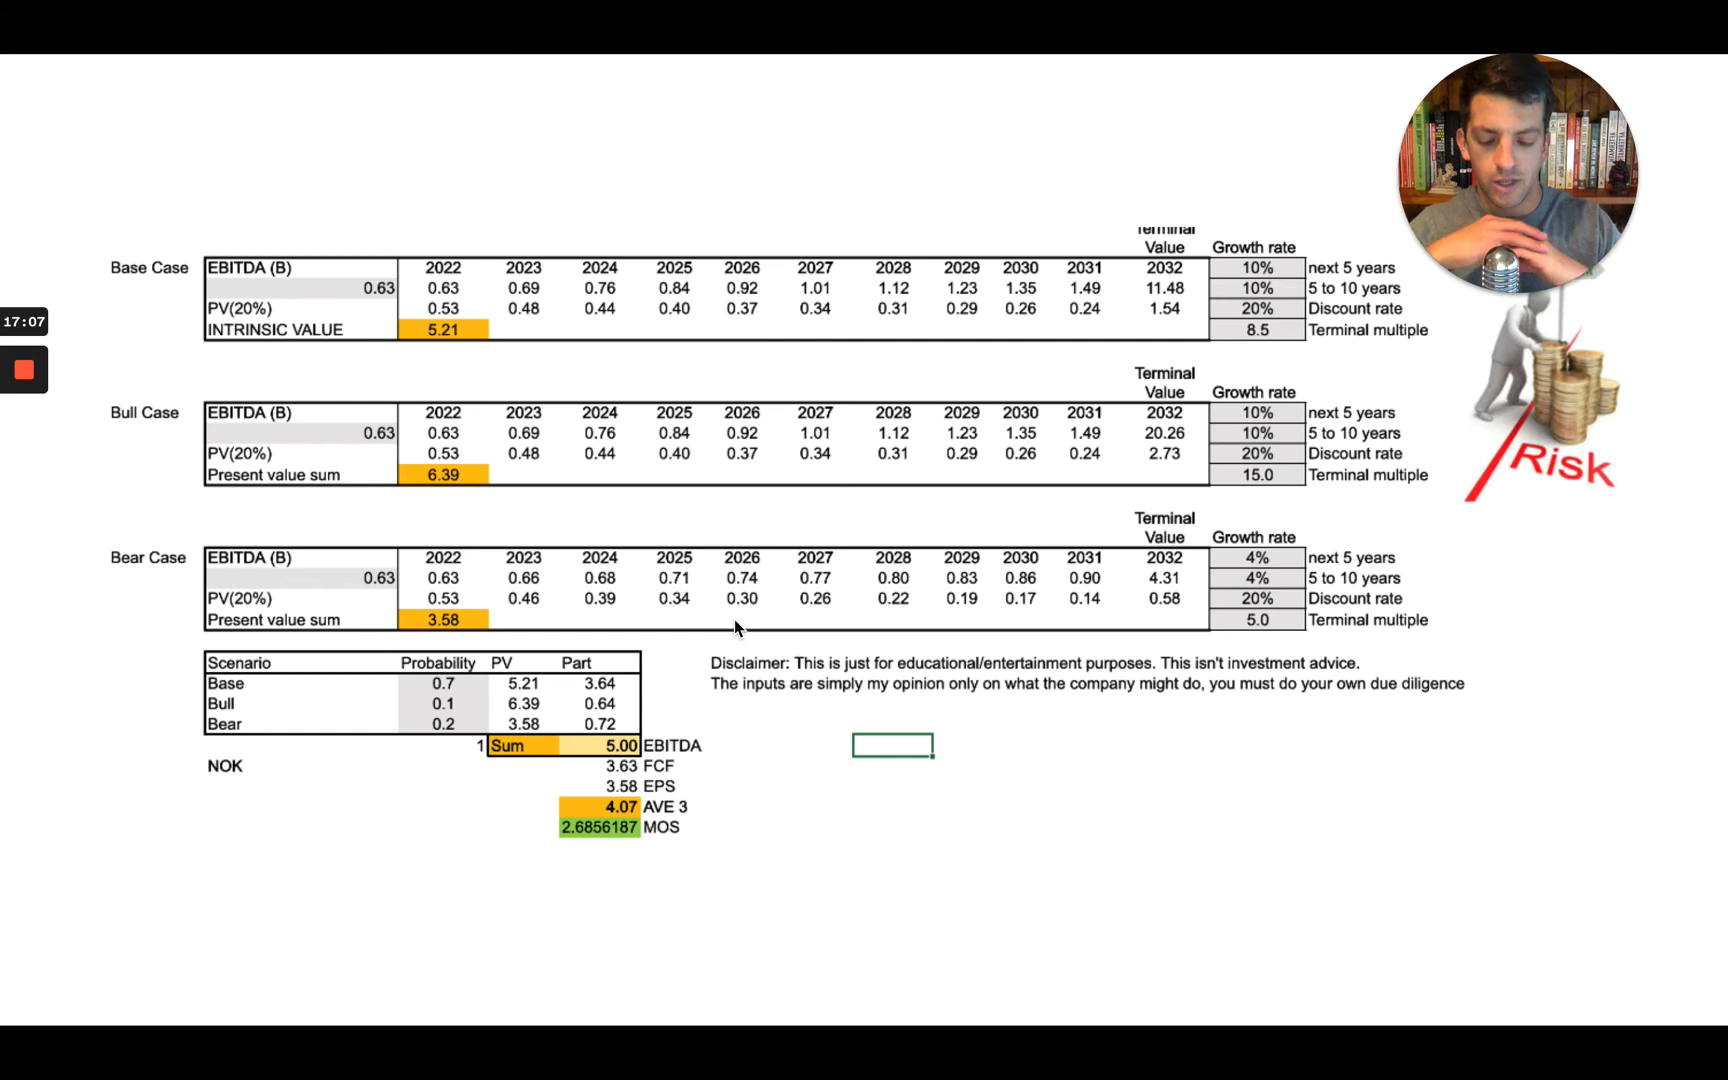 17:07
Terminal
Value Growth rate
Base Case EBITDA (B) 2022 2023 2024 2025 2026 2027 2028 2029 2030 2031 2032 10% next 5 years
0.63 0.63 0.69 0.76 0.84 0.92 1.01 1.12 1.23 1.35 1.49 11.48 10% 5 to 10 years
PV(20%) 0.53 0.48 0.44 0.40 0.37 0.34 0.31 0.29 0.26 0.24 1.54 20% Discount rate
INTRINSIC VALUE 5.21 8.5 Terminal multiple
Terminal
Value Growth rate
Bull Case EBITDA (B) 2022 2023 2024 2025 2026 2027 2028 2029 2030 2031 2032 10% next 5 years
0.63 0.63 0.69 0.76 0.84 0.92 1.01 1.12 1.23 1.35 1.49 20.26 10% 5 to 10 years
PV(20%) 0.53 0.48 0.44 0.40 0.37 0.34 0.31 0.29 0.26 0.24 2.73 20% Discount rate
Present value sum 6.39 15.0 Terminal multiple
Risk
Terminal
Value Growth rate
Bear Case EBITDA (B) 2022 2023 2024 2025 2026 2027 2028 2029 2030 2031 2032 4% next 5 years
0.63 0.63 0.66 0.68 0.71 0.74 0.77 0.80 0.83 0.86 0.90 4.31 4% 5 to 10 years
PV(20%) 0.53 0.46 0.39 0.34 0.30 0.26 0.22 0.19 0.17 0.14 0.58 20% Discount rate
Present value sum 3.58 5.0 Terminal multiple
Scenario Probability PV Part
Base 0.7 5.21 3.64
Bull 0.1 6.39 0.64
Bear 0.2 3.58 0.72
1 Sum 5.00 EBITDA
NOK 3.63 FCF
3.58 EPS
4.07 AVE 3
2.6856187 MOS
Disclaimer: This is just for educational/entertainment purposes. This isn't investment advice.
The inputs are simply my opinion only on what the company might do, you must do your own due diligence